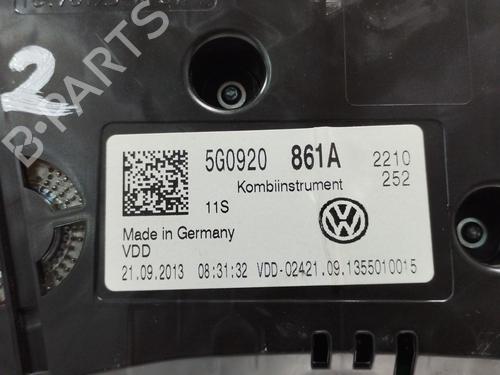 2
B-PARTS
5G0920 861A 2210
252
Kombiinstrument
11S
Made in Germany
VDD
21.09.2013 08:31:32 VDD-02421.09.1355010015